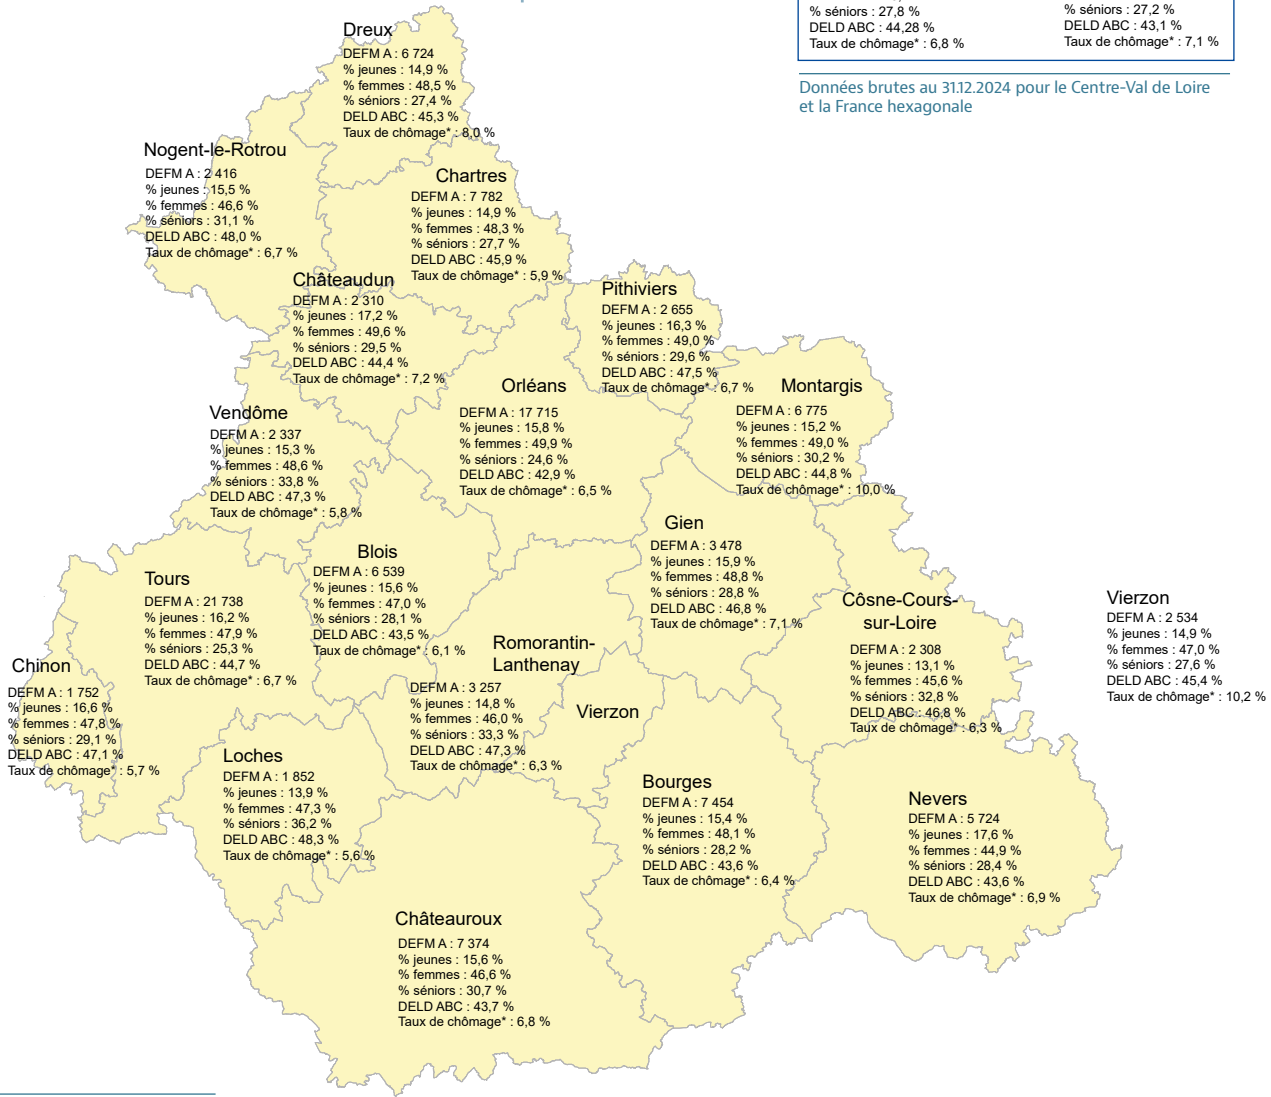 % séniors : 27,8 %
DELD ABC : 44,28 %
Taux de chômage* : 6,8 %
% séniors : 27,2 %
DELD ABC : 43,1 %
Taux de chômage* : 7,1 %
Données brutes au 31.12.2024 pour le Centre-Val de Loire
et la France hexagonale
Dreux
DEFM A : 6 724
% jeunes : 14,9 %
% femmes : 48,5 %
% séniors : 27,4 %
DELD ABC : 45,3 %
Taux de chômage* : 8,0 %
Nogent-le-Rotrou
DEFM A : 2 416
% jeunes : 15,5 %
% femmes : 46,6 %
% séniors : 31,1 %
DELD ABC : 48,0 %
Taux de chômage* : 6,7 %
Chartres
DEFM A : 7 782
% jeunes : 14,9 %
% femmes : 48,3 %
% séniors : 27,7 %
DELD ABC : 45,9 %
Taux de chômage* : 5,9 %
Châteaudun
DEFM A : 2 310
% jeunes : 17,2 %
% femmes : 49,6 %
% séniors : 29,5 %
DELD ABC : 44,4 %
Taux de chômage* : 7,2 %
Pithiviers
DEFM A : 2 655
% jeunes : 16,3 %
% femmes : 49,0 %
% séniors : 29,6 %
DELD ABC : 47,5 %
Taux de chômage* : 6,7 %
Orléans
DEFM A : 17 715
% jeunes : 15,8 %
% femmes : 49,9 %
% séniors : 24,6 %
DELD ABC : 42,9 %
Taux de chômage* : 6,5 %
Montargis
DEFM A : 6 775
% jeunes : 15,2 %
% femmes : 49,0 %
% séniors : 30,2 %
DELD ABC : 44,8 %
Taux de chômage* : 10,0 %
Vendôme
DEFM A : 2 337
% jeunes : 15,3 %
% femmes : 48,6 %
% séniors : 33,8 %
DELD ABC : 47,3 %
Taux de chômage* : 5,8 %
Gien
DEFM A : 3 478
% jeunes : 15,9 %
% femmes : 48,8 %
% séniors : 28,8 %
DELD ABC : 46,8 %
Taux de chômage* : 7,1 %
Blois
DEFM A : 6 539
% jeunes : 15,6 %
% femmes : 47,0 %
% séniors : 28,1 %
DELD ABC : 43,5 %
Taux de chômage* : 6,1 %
Tours
DEFM A : 21 738
% jeunes : 16,2 %
% femmes : 47,9 %
% séniors : 25,3 %
DELD ABC : 44,7 %
Taux de chômage* : 6,7 %
Côsne-Cours-
sur-Loire
DEFM A : 2 308
% jeunes : 13,1 %
% femmes : 45,6 %
% séniors : 32,8 %
DELD ABC : 46,8 %
Taux de chômage* : 6,3 %
Vierzon
DEFM A : 2 534
% jeunes : 14,9 %
% femmes : 47,0 %
% séniors : 27,6 %
DELD ABC : 45,4 %
Taux de chômage* : 10,2 %
Romorantin-
Lanthenay
DEFM A : 3 257
% jeunes : 14,8 %
% femmes : 46,0 %
% séniors : 33,3 %
DELD ABC : 47,3 %
Taux de chômage* : 6,3 %
Chinon
DEFM A : 1 752
% jeunes : 16,6 %
% femmes : 47,8 %
% séniors : 29,1 %
DELD ABC : 47,1 %
Taux de chômage* : 5,7 %
Vierzon
Loches
DEFM A : 1 852
% jeunes : 13,9 %
% femmes : 47,3 %
% séniors : 36,2 %
DELD ABC : 48,3 %
Taux de chômage* : 5,6 %
Bourges
DEFM A : 7 454
% jeunes : 15,4 %
% femmes : 48,1 %
% séniors : 28,2 %
DELD ABC : 43,6 %
Taux de chômage* : 6,4 %
Nevers
DEFM A : 5 724
% jeunes : 17,6 %
% femmes : 44,9 %
% séniors : 28,4 %
DELD ABC : 43,6 %
Taux de chômage* : 6,9 %
Châteauroux
DEFM A : 7 374
% jeunes : 15,6 %
% femmes : 46,6 %
% séniors : 30,7 %
DELD ABC : 43,7 %
Taux de chômage* : 6,8 %